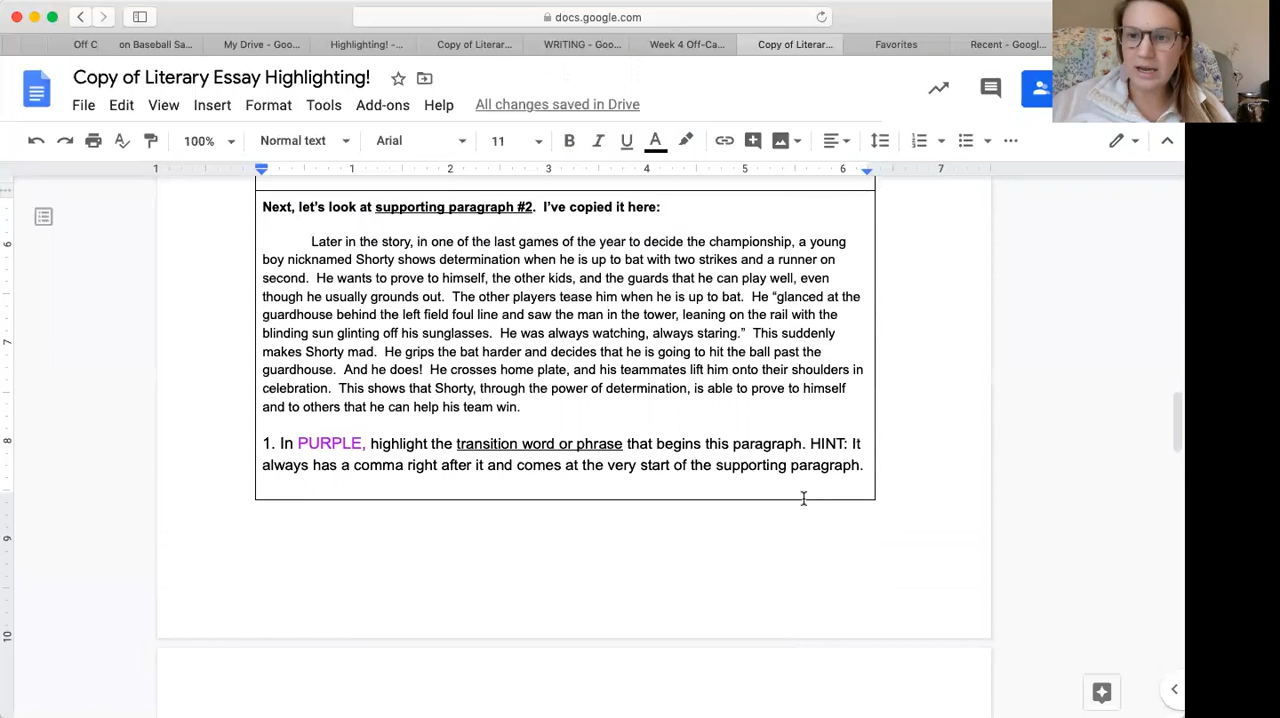 docs.google.com
Off C
on Baseball Sa...
My Drive - Goo...
Highlighting! -...
Copy of Literar...
WRITING - Goo...
Week 4 Off-Ca...
Copy of Literar...
Favorites
Recent - Googl...
Copy of Literary Essay Highlighting!
File Edit View Insert Format Tools Add-ons Help All changes saved in Drive
100% Normal text Arial 11 B I U A
1 1 2 3 4 5 6 7
6
7
8
9
10
Next, let's look at supporting paragraph #2. I've copied it here:
Later in the story, in one of the last games of the year to decide the championship, a young
boy nicknamed Shorty shows determination when he is up to bat with two strikes and a runner on
second. He wants to prove to himself, the other kids, and the guards that he can play well, even
though he usually grounds out. The other players tease him when he is up to bat. He “glanced at the
guardhouse behind the left field foul line and saw the man in the tower, leaning on the rail with the
blinding sun glinting off his sunglasses. He was always watching, always staring.” This suddenly
makes Shorty mad. He grips the bat harder and decides that he is going to hit the ball past the
guardhouse. And he does! He crosses home plate, and his teammates lift him onto their shoulders in
celebration. This shows that Shorty, through the power of determination, is able to prove to himself
and to others that he can help his team win.
1. In PURPLE, highlight the transition word or phrase that begins this paragraph. HINT: It
always has a comma right after it and comes at the very start of the supporting paragraph.